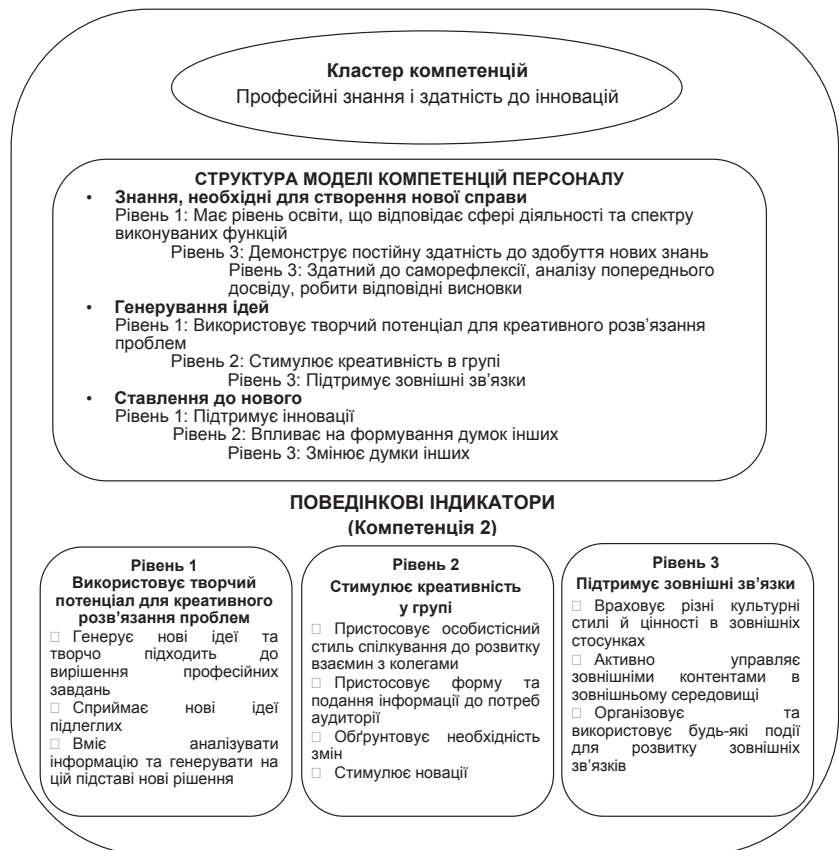 Кластер компетенцій
Професійні знання і здатність до інновацій
СТРУКТУРА МОДЕЛІ КОМПЕТЕНЦІЙ ПЕРСОНАЛУ
• Знання, необхідні для створення нової справи
Рівень 1: Має рівень освіти, що відповідає сфері діяльності та спектру
виконуваних функцій
Рівень 3: Демонструє постійну здатність до здобуття нових знань
Рівень 3: Здатний до саморефлексії, аналізу попереднього
досвіду, робити відповідні висновки
• Генерування ідей
Рівень 1: Використовує творчий потенціал для креативного розв’язання
проблем
Рівень 2: Стимулює креативність в групі
Рівень 3: Підтримує зовнішні зв’язки
• Ставлення до нового
Рівень 1: Підтримує інновації
Рівень 2: Впливає на формування думок інших
Рівень 3: Змінює думки інших
ПОВЕДІНКОВІ ІНДИКАТОРИ
(Компетенція 2)
Рівень 1
Використовує творчий
потенціал для креативного
розв’язання проблем
□ Генерує нові ідеї та
творчо підходить до
вирішення професійних
завдань
□ Сприймає нові ідеї
підлеглих
□ Вміє аналізувати
інформацію та генерувати на
цій підставі нові рішення
Рівень 2
Стимулює креативність
у групі
□ Пристосовує особистісний
стиль спілкування до розвитку
взаємин з колегами
□ Пристосовує форму та
подання інформації до потреб
аудиторії
□ Обґрунтовує необхідність
змін
□ Стимулює новації
Рівень 3
Підтримує зовнішні зв’язки
□ Враховує різні культурні
стилі й цінності в зовнішніх
стосунках
□ Активно управляє
зовнішніми контентами в
зовнішньому середовищі
□ Організовує та
використовує будь-які події
для розвитку зовнішніх
зв’язків